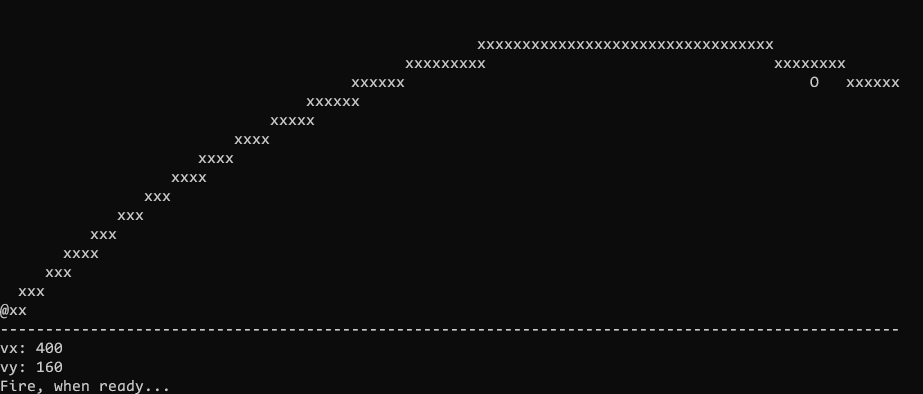 xxxxxxxxxxxxxxxxxxxxxxxxxxxxxxxxx
xxxxxxxxx xxxxxxxx
xxxxxx O xxxxxx
xxxxxx
xxxxx
xxxx
xxxx
xxxx
xxx
xxx
xxx
xxxx
xxx
xxx
@xx
----------------------------------------------------------------------------------------------------
vx: 400
vy: 160
Fire, when ready...